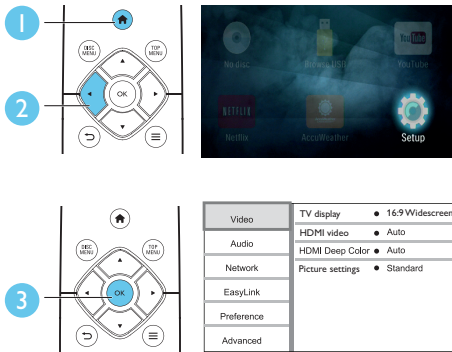 1
DISC MENU
TOP MENU
OK
2
No disc
Browse USB
YouTube
YouTube
NETFLIX
Netflix
AccuWeather
Setup
DISC MENU
TOP MENU
OK
3
Video
Audio
Network
EasyLink
Preference
Advanced
TV display • 16:9 Widescreen
HDMI video • Auto
HDMI Deep Color • Auto
Picture settings • Standard